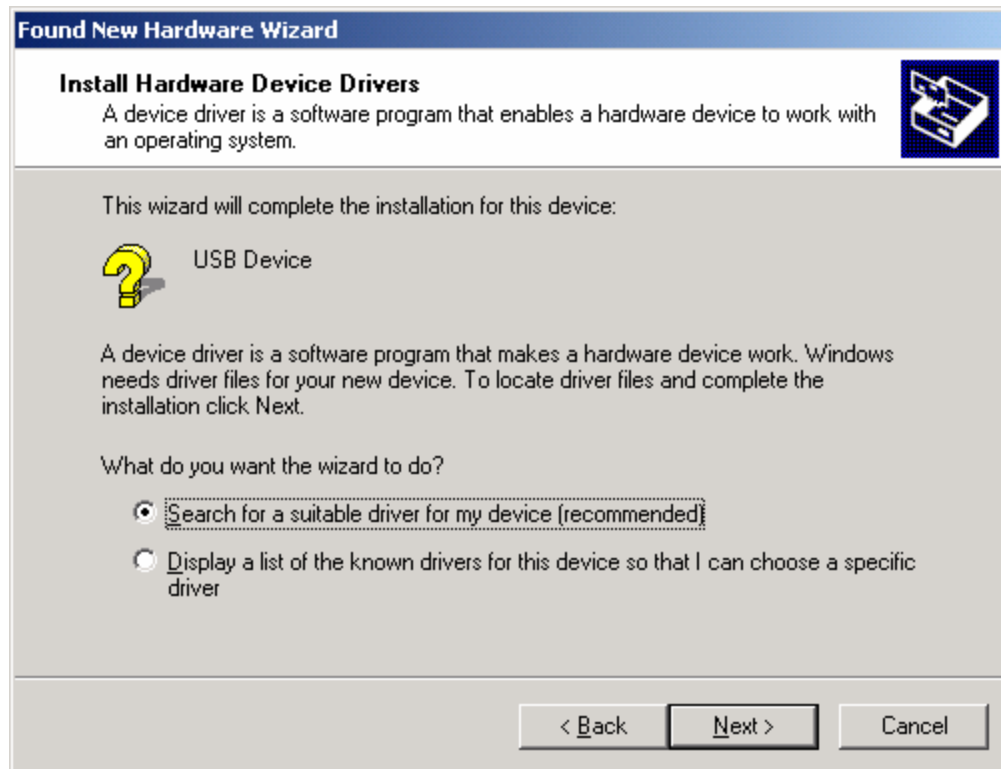 Found New Hardware Wizard
Install Hardware Device Drivers
A device driver is a software program that enables a hardware device to work with
an operating system.
This wizard will complete the installation for this device:
USB Device
A device driver is a software program that makes a hardware device work. Windows
needs driver files for your new device. To locate driver files and complete the
installation click Next.
What do you want the wizard to do?
Search for a suitable driver for my device (recommended)
Display a list of the known drivers for this device so that I can choose a specific
driver
< Back
Next >
Cancel